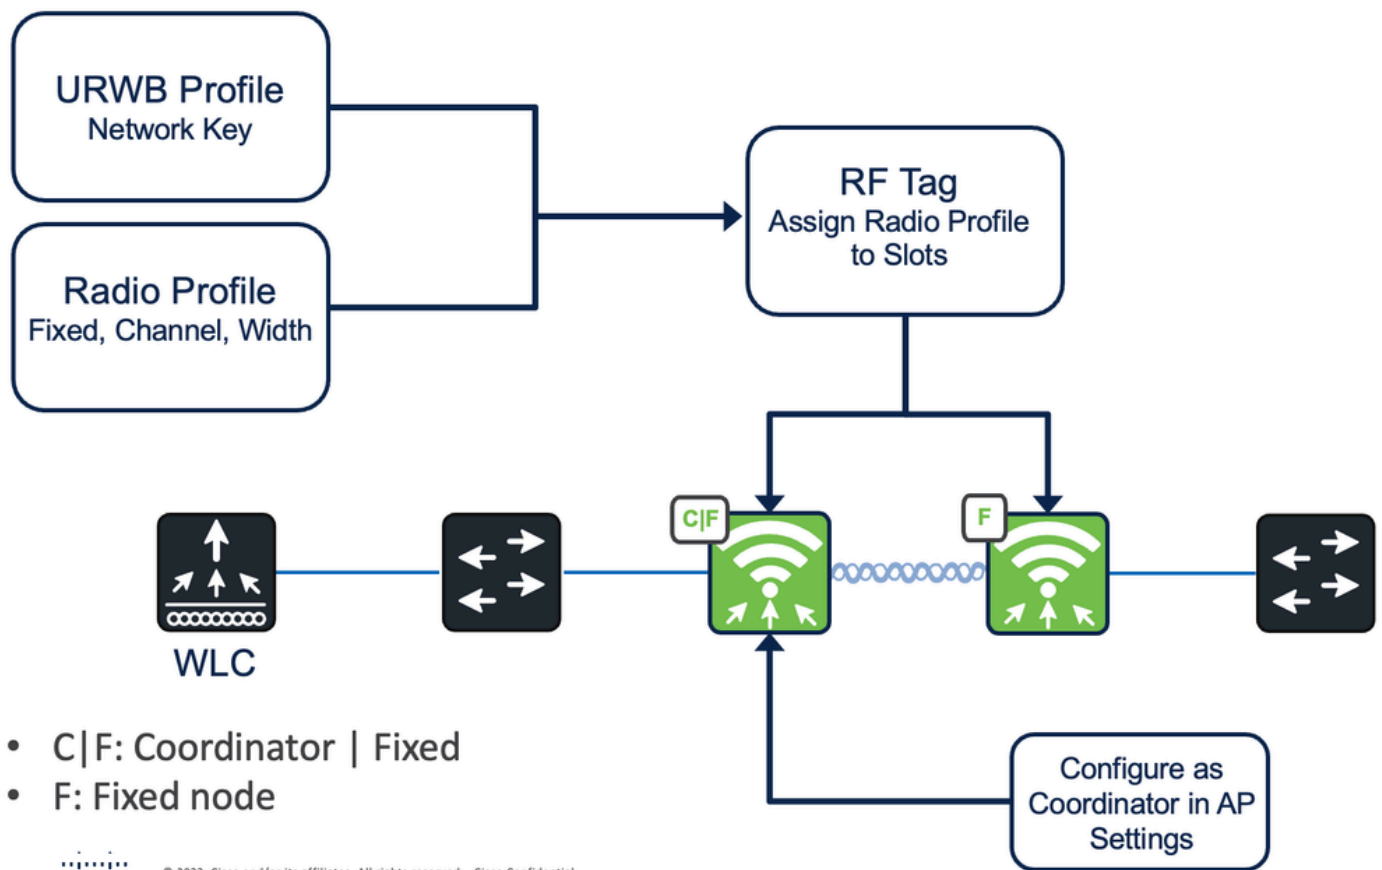 URWB Profile
Network Key
Radio Profile
Fixed, Channel, Width
RF Tag
Assign Radio Profile
to Slots
C|F
F
WLC
• C|F: Coordinator | Fixed
• F: Fixed node
Configure as
Coordinator in AP
Settings